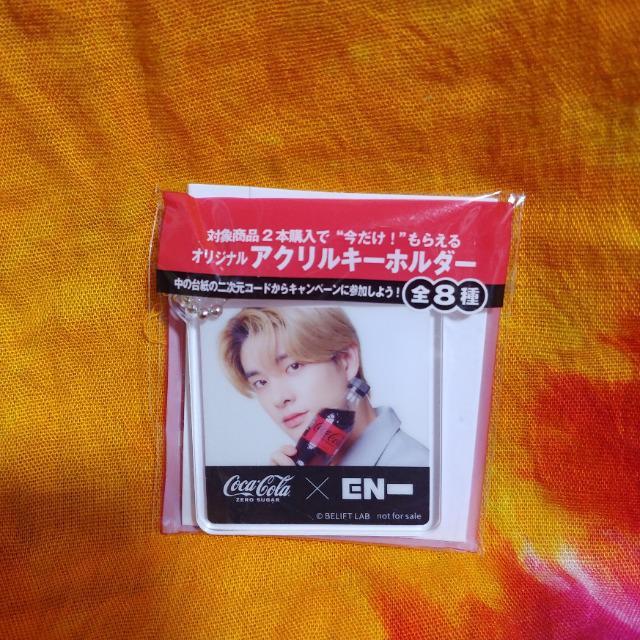 対象商品2本購入で“今だけ！”もらえる
オリジナル アクリルキーホルダー
中の台紙の二次元コードからキャンペーンに参加しよう！
全8種
Coca-Cola
Coca-Cola × EN-
ZERO SUGAR
© BELIFT LAB not for sale